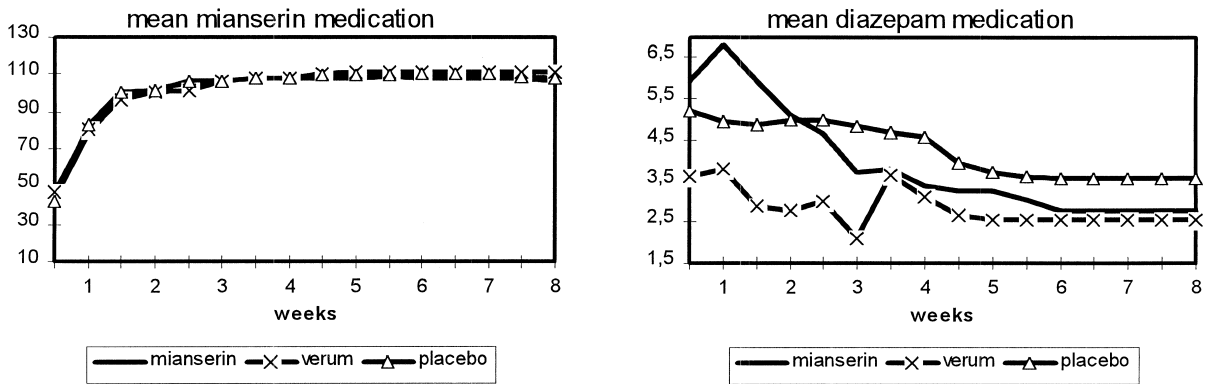 mean mianserin medication
130
110
90
70
50
30
10
1 2 3 4 5 6 7 8
weeks
mianserin verum placebo
mean diazepam medication
6,5
5,5
4,5
3,5
2,5
1,5
1 2 3 4 5 6 7 8
weeks
mianserin verum placebo